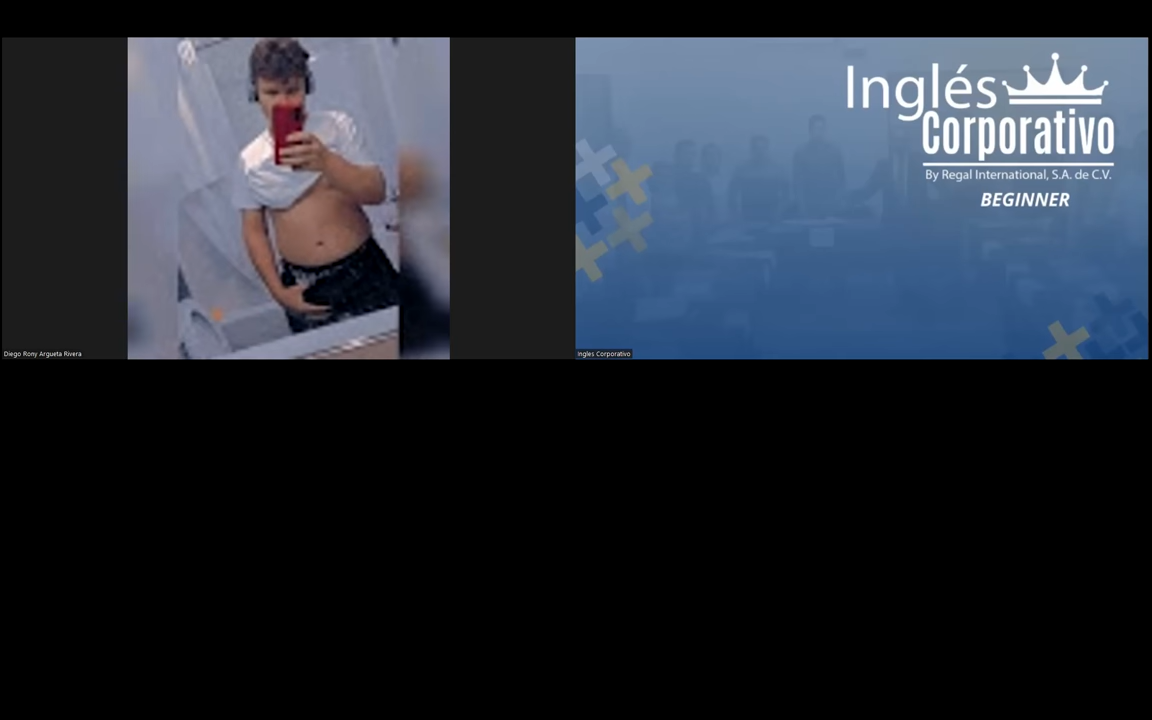 Inglés
Corporativo
By Regal International, S.A. de C.V.
BEGINNER
Diego Rony Argueta Rivera
Ingles Corporativo